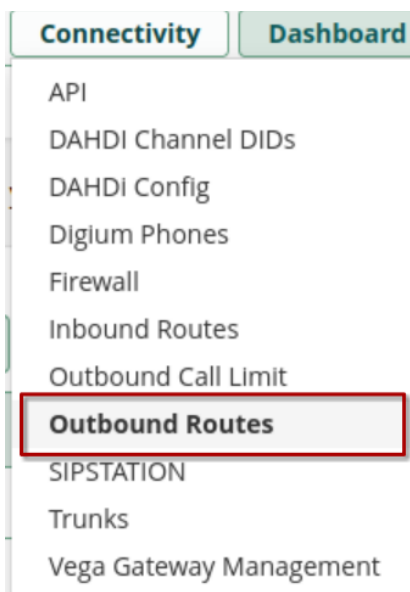 Connectivity Dashboard
API
DAHDI Channel DIDs
DAHDi Config
Digium Phones
Firewall
Inbound Routes
Outbound Call Limit
Outbound Routes
SIPSTATION
Trunks
Vega Gateway Management